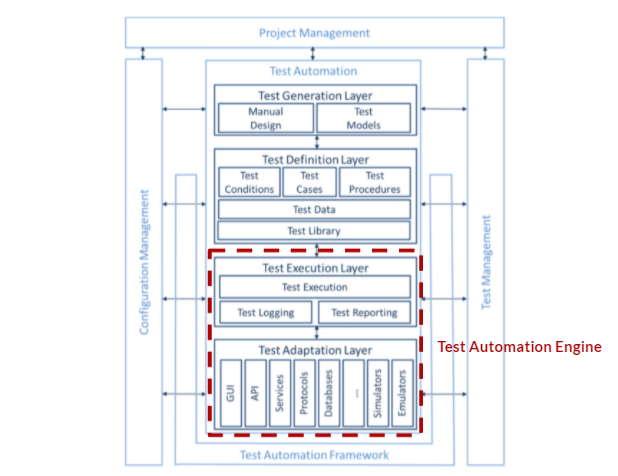 Project Management
Test Automation
Test Generation Layer
Manual
Design
Test
Models
Test Definition Layer
Test
Conditions
Test
Cases
Test
Procedures
Test Data
Test Library
Configuration Management
Test Management
Test Execution Layer
Test Execution
Test Logging
Test Reporting
Test Automation Engine
Test Adaptation Layer
GUI
API
Services
Protocols
Databases
...
Simulators
Emulators
Test Automation Framework